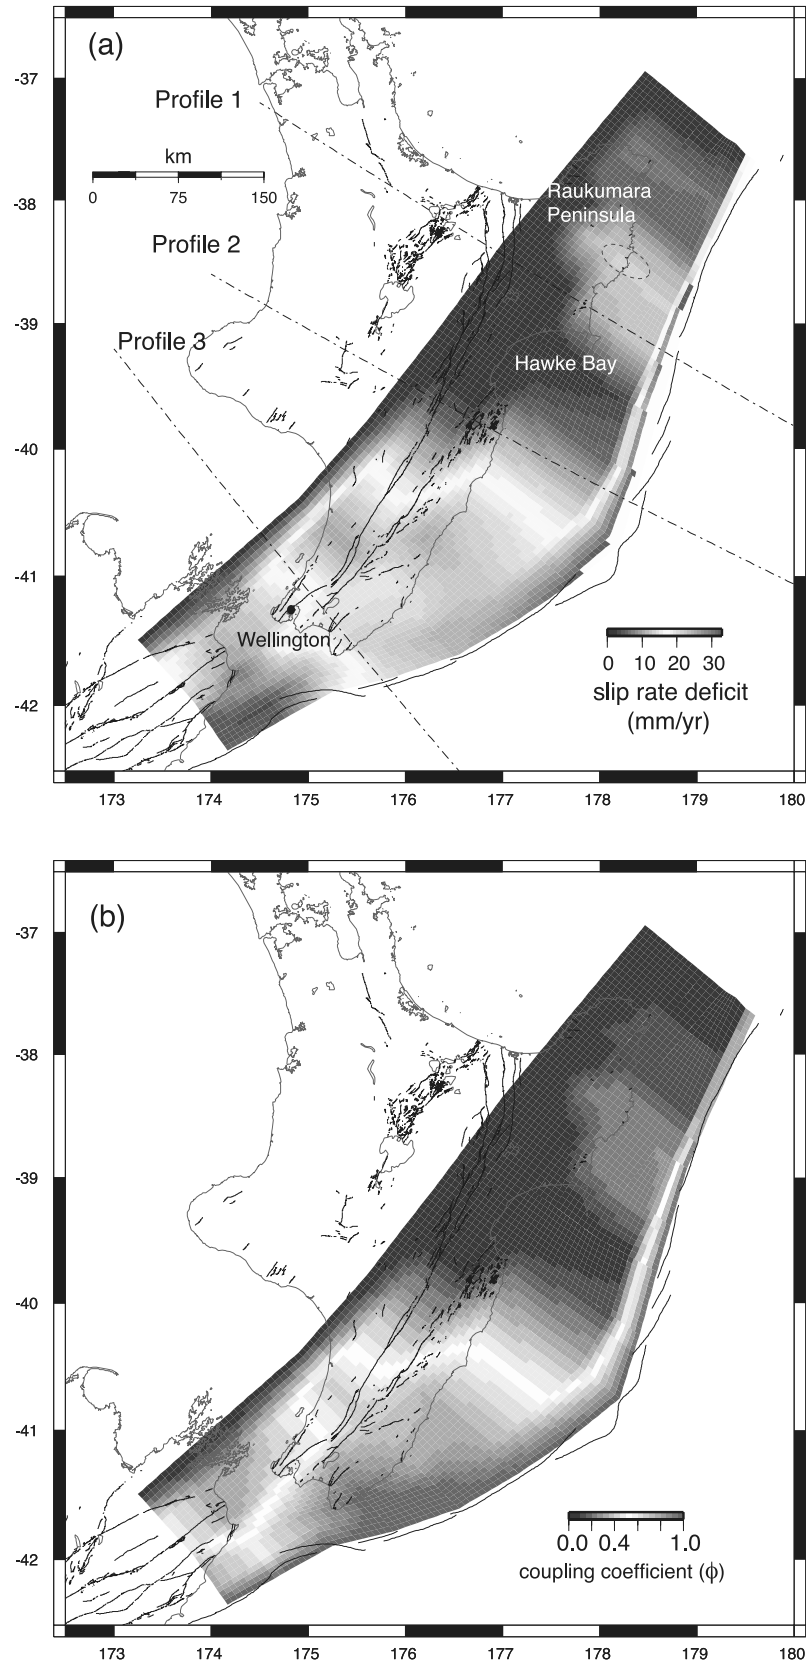 (a)
-37
Profile 1
km
0 75 150
Raukumara
Peninsula
-38
Profile 2
-39
Profile 3
Hawke Bay
-40
-41
Wellington
0 10 20 30
slip rate deficit
(mm/yr)
-42
173 174 175 176 177 178 179 180
(b)
-37
-38
-39
-40
-41
0.0 0.4 1.0
coupling coefficient (ϕ)
-42
173 174 175 176 177 178 179 180